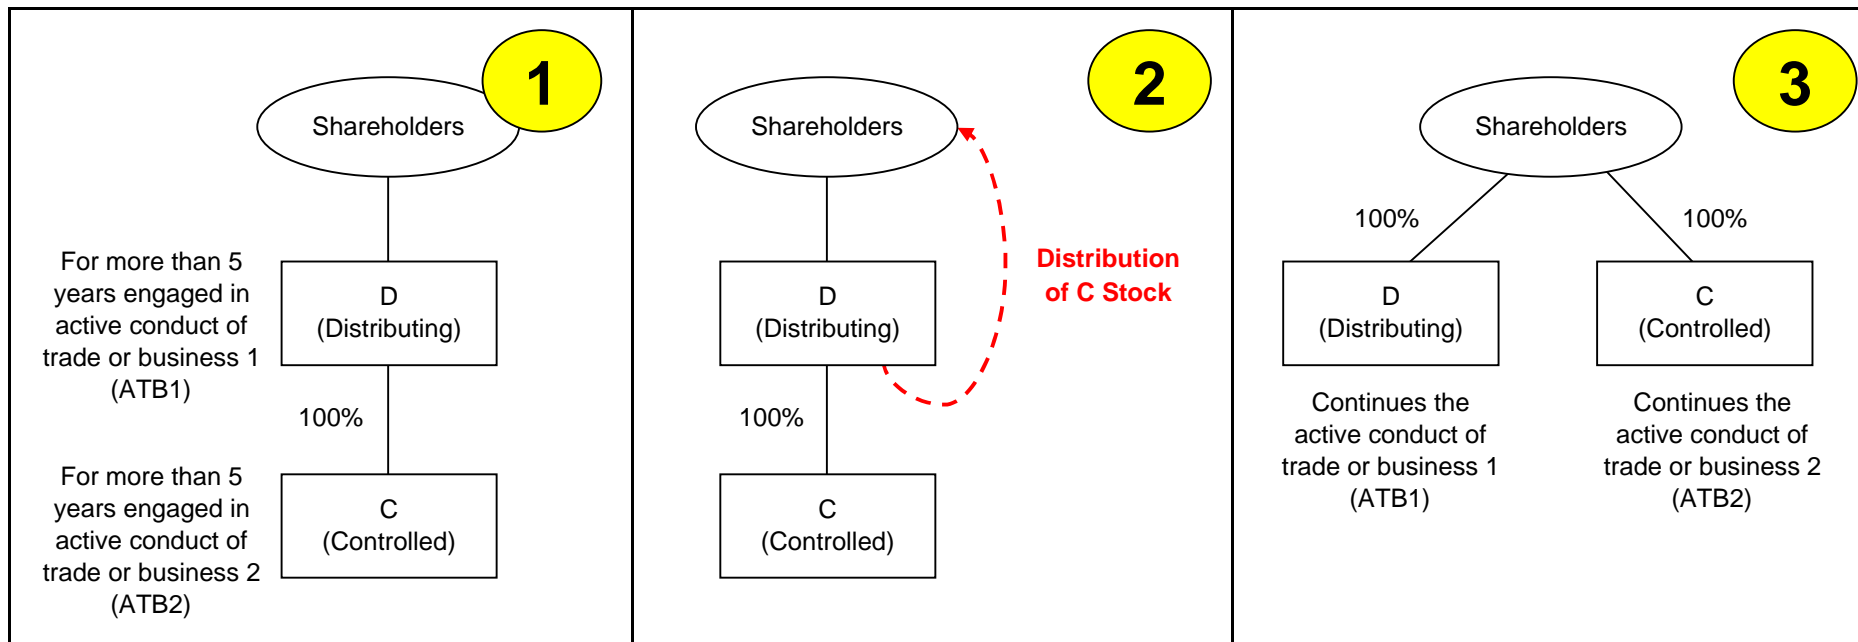 1
Shareholders
For more than 5
years engaged in
active conduct of
trade or business 1
(ATB1)
D
(Distributing)
100%
For more than 5
years engaged in
active conduct of
trade or business 2
(ATB2)
C
(Controlled)
2
Shareholders
D
(Distributing)
Distribution
of C Stock
100%
C
(Controlled)
3
Shareholders
100%
100%
D
(Distributing)
C
(Controlled)
Continues the
active conduct of
trade or business 1
(ATB1)
Continues the
active conduct of
trade or business 2
(ATB2)